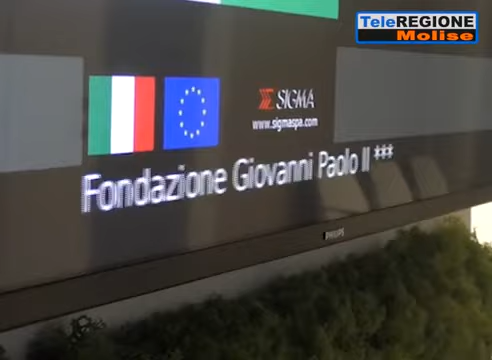 TeleREGIONE
Molise
SIGMA
www.sigmaspa.com
Fondazione Giovanni Paolo II ***
PHILIPS